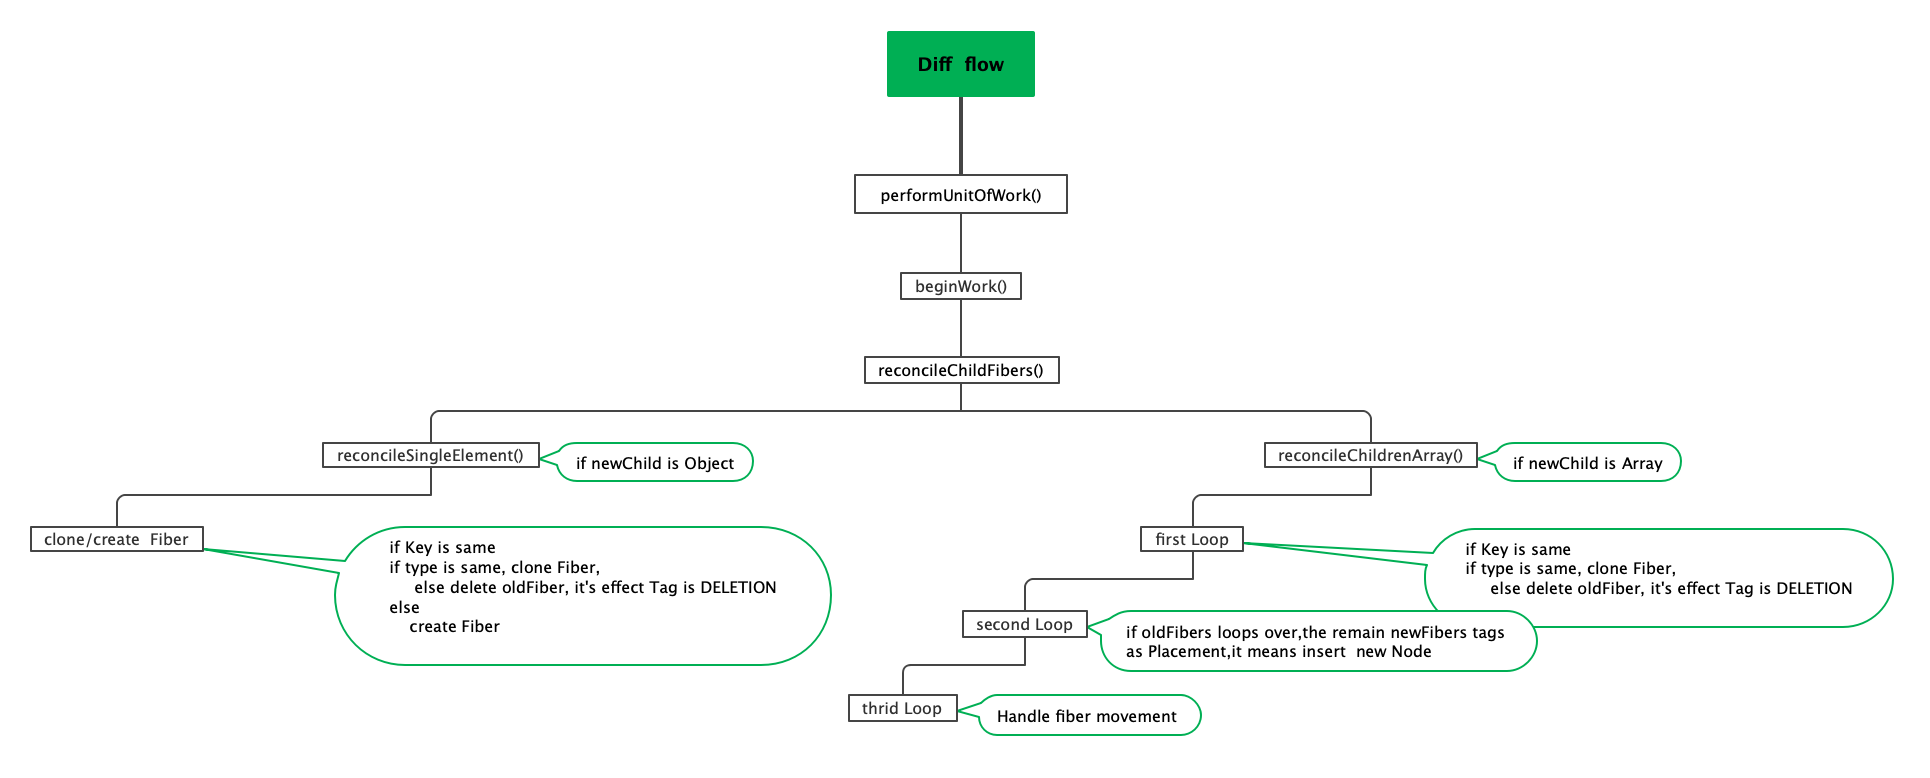 Diff  flow
performUnitOfWork()
beginWork()
reconcileChildFibers()
reconcileSingleElement()
if newChild is Object
reconcileChildrenArray()
if newChild is Array
clone/create  Fiber
if Key is same
if type is same, clone Fiber,
else delete oldFiber, it's effect Tag is DELETION
else
create Fiber
first Loop
if Key is same
if type is same, clone Fiber,
else delete oldFiber, it's effect Tag is DELETION
second Loop
if oldFibers loops over,the remain newFibers tags
as Placement,it means insert  new Node
thrid Loop
Handle fiber movement